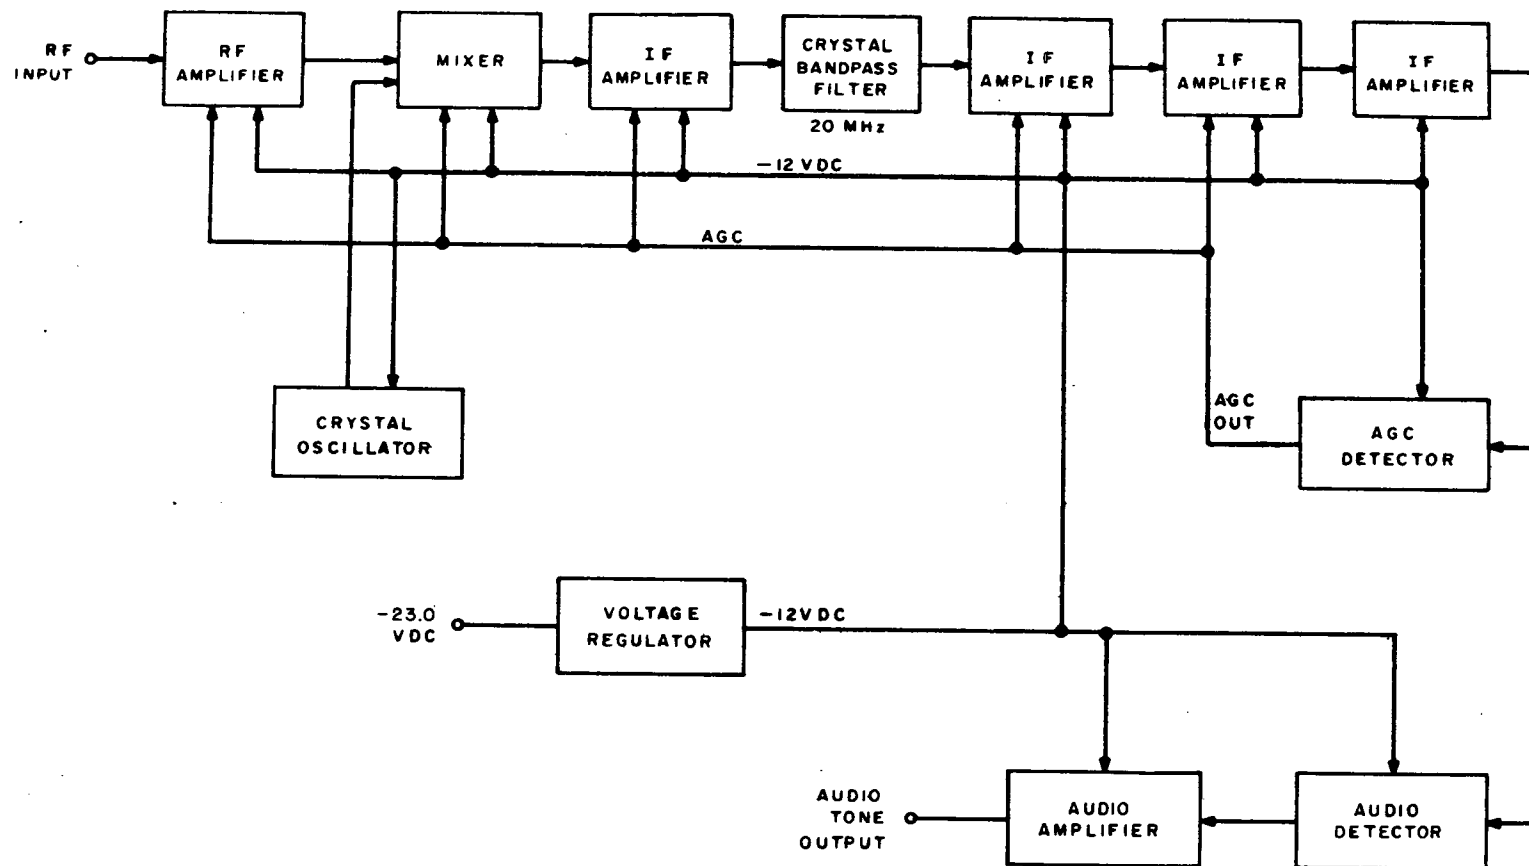 RF
INPUT
RF
AMPLIFIER
MIXER
IF
AMPLIFIER
CRYSTAL
BANDPASS
FILTER
20 MHz
IF
AMPLIFIER
IF
AMPLIFIER
IF
AMPLIFIER
-12 VDC
AGC
CRYSTAL
OSCILLATOR
AGC
OUT
AGC
DETECTOR
-23.0
VDC
VOLTAGE
REGULATOR
-12VDC
AUDIO
TONE
OUTPUT
AUDIO
AMPLIFIER
AUDIO
DETECTOR